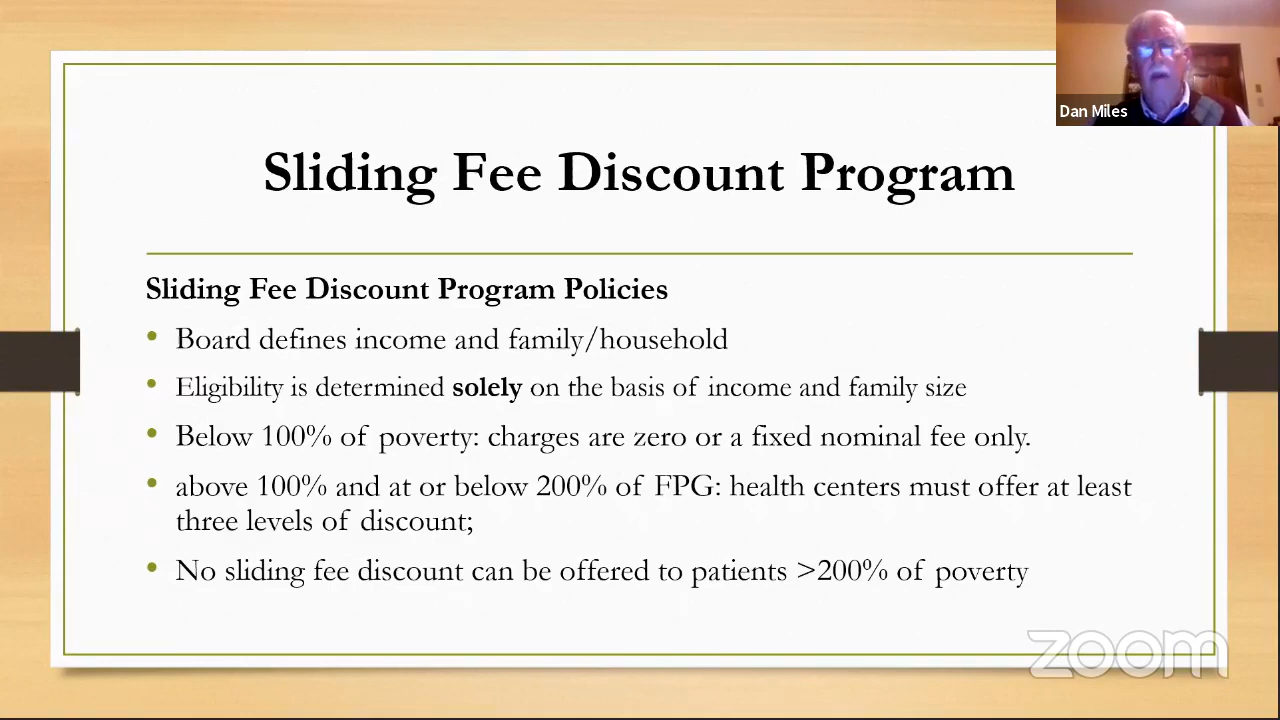 Dan Miles
Sliding Fee Discount Program
Sliding Fee Discount Program Policies
• Board defines income and family/household
• Eligibility is determined solely on the basis of income and family size
• Below 100% of poverty: charges are zero or a fixed nominal fee only.
• above 100% and at or below 200% of FPG: health centers must offer at least
three levels of discount;
• No sliding fee discount can be offered to patients >200% of poverty
zoom